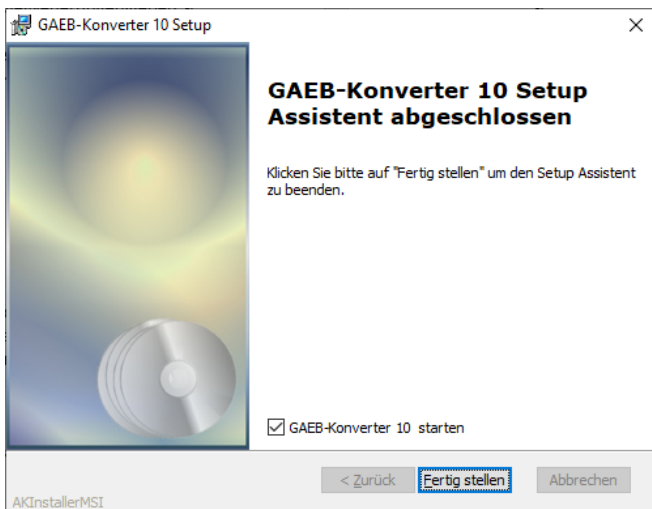 GAEB-Konverter 10 Setup
GAEB-Konverter 10 Setup
Assistent abgeschlossen
Klicken Sie bitte auf "Fertig stellen" um den Setup Assistent
zu beenden.
GAEB-Konverter 10 starten
< Zurück Fertig stellen Abbrechen
AKInstallerMSI